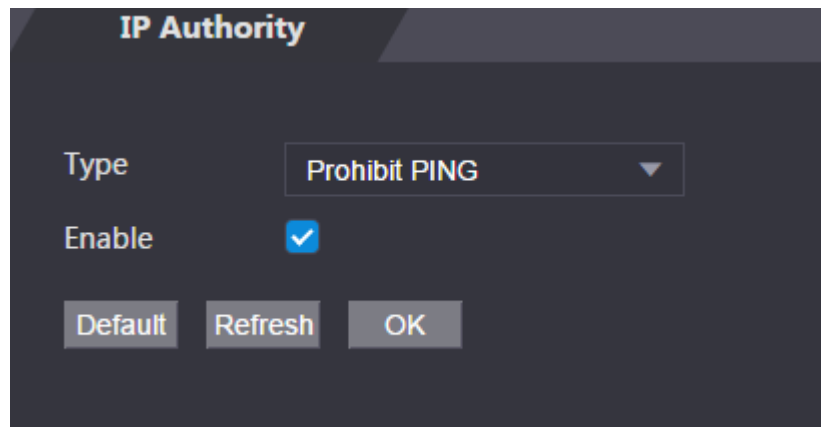 IP Authority
Type Prohibit PING
Enable
Default Refresh OK